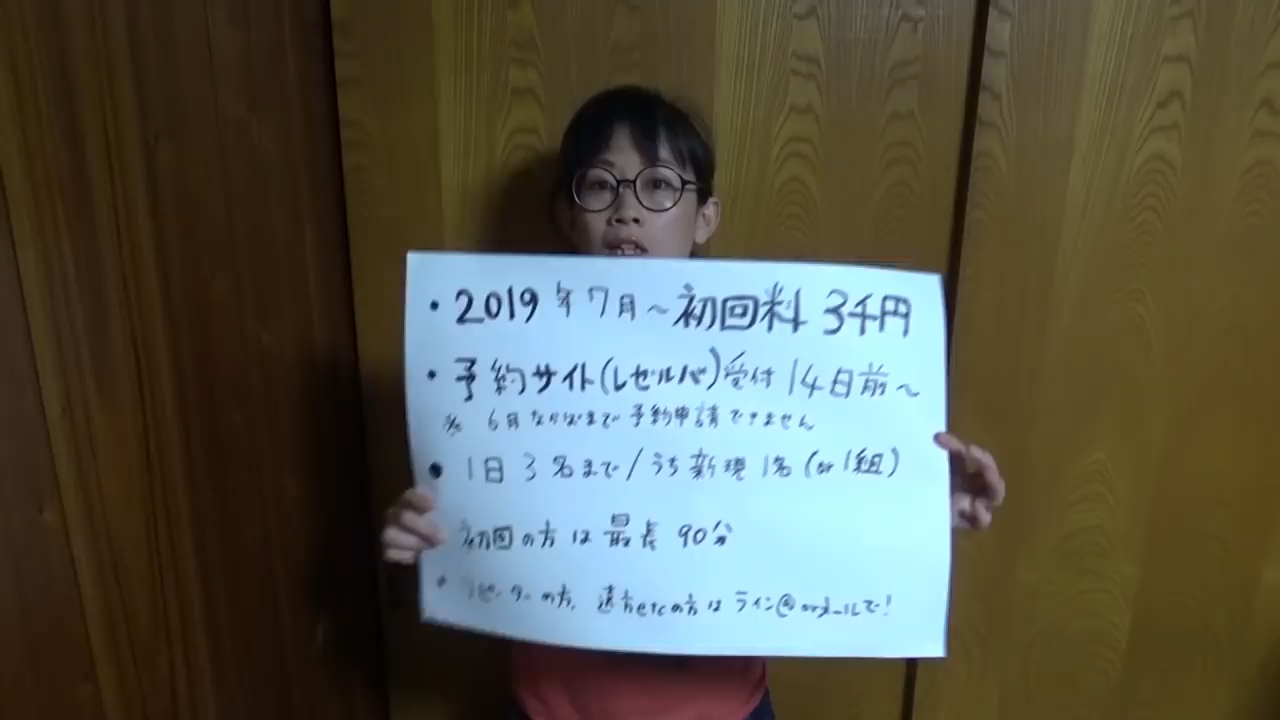 ・2019年7月～初回料 3千円
・予約サイト(レゼルバ)受付 14日前～
※ 6月なかばまで 予約申請できません
・1日3名まで/うち新規1名(or 1組)
初回の方は最長90分
・リピーターの方、遠方etcの方はライン@orメールで!